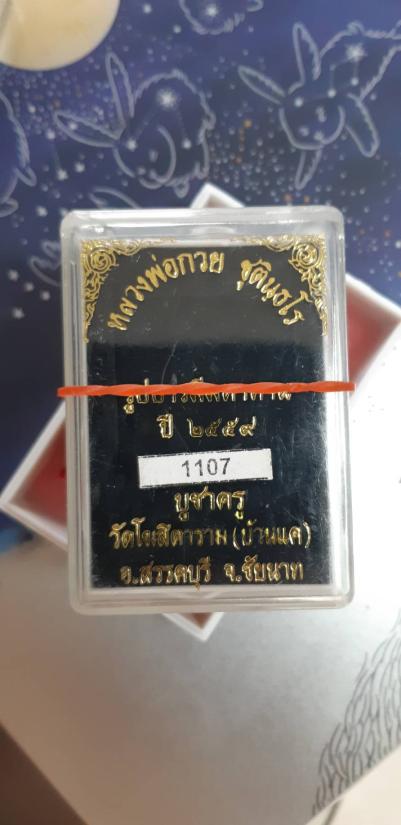 หลวงพ่อกวย ชุตินฺธโร
ปี ๒๕๕๙
1107
บูชาครู
วัดโฆสิตาราม (บ้านแค)
อ.สรรคบุรี จ.ชัยนาท